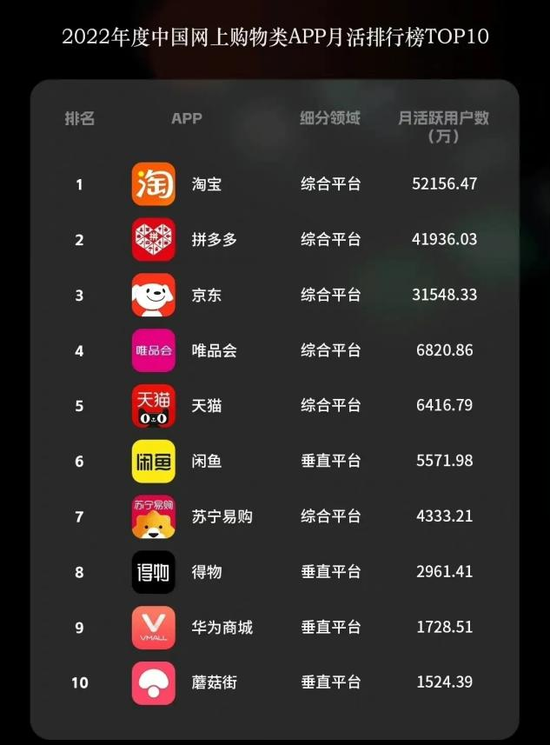 2022年度中国网上购物类APP月活排行榜TOP10
排名 APP 细分领域 月活跃用户数
（万）
1 淘 淘宝 综合平台 52156.47
2 拼 拼多多 综合平台 41936.03
3 京东 综合平台 31548.33
4 唯品会 唯品会 综合平台 6820.86
5 天猫 天猫 综合平台 6416.79
6 闲鱼 闲鱼 垂直平台 5571.98
7 苏宁易购 苏宁易购 综合平台 4333.21
8 得物 得物 垂直平台 2961.41
9 VMALL 华为商城 垂直平台 1728.51
10 蘑菇街 垂直平台 1524.39